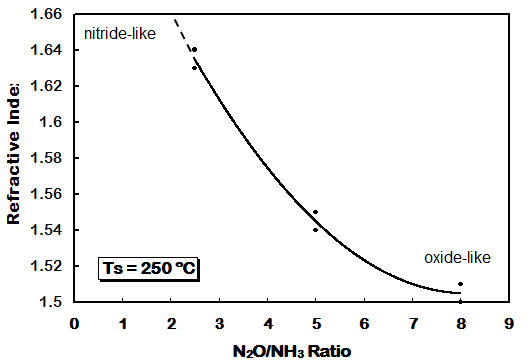 1.66
nitride-like
1.64
1.62
1.6
1.58
1.56
1.54
1.52
1.5
Refractive Index
oxide-like
Ts = 250 ºC
0 1 2 3 4 5 6 7 8 9
N₂O/NH₃ Ratio